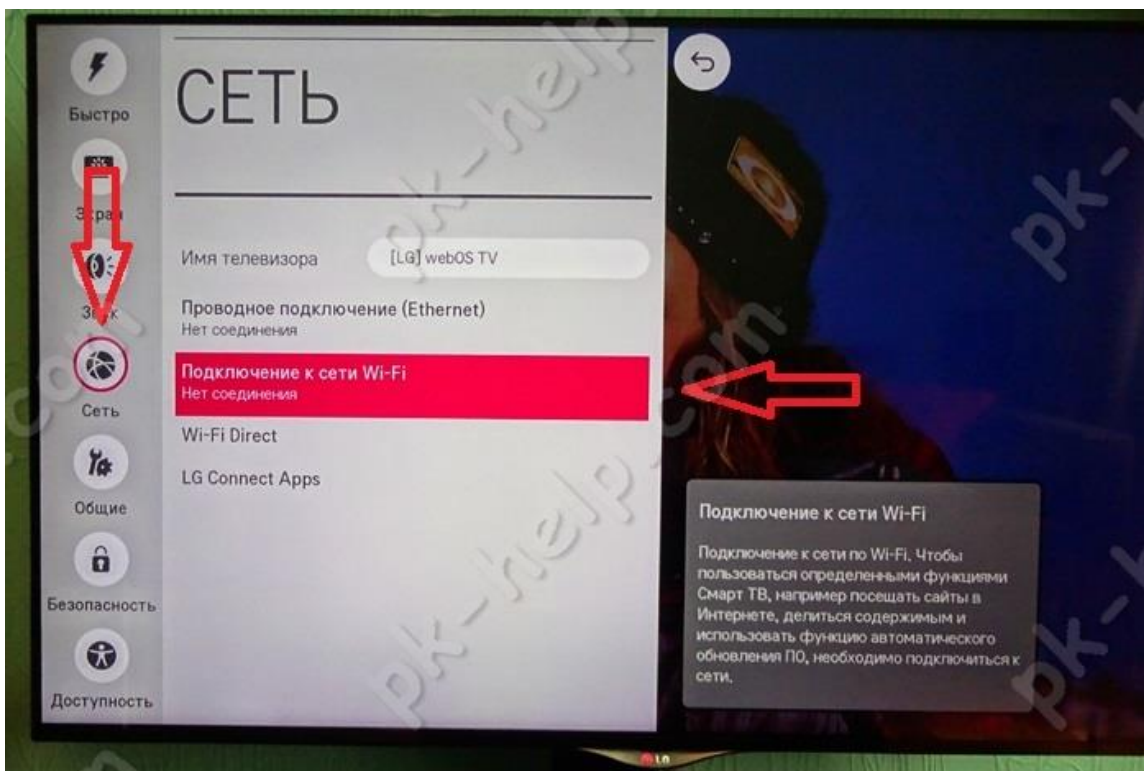 СЕТЬ
Быстро
Экран
Звук
Сеть
Общие
Безопасность
Доступность
Имя телевизора
[LG] webOS TV
Проводное подключение (Ethernet)
Нет соединения
Подключение к сети Wi-Fi
Нет соединения
Wi-Fi Direct
LG Connect Apps
Подключение к сети Wi-Fi
Подключение к сети по Wi-Fi. Чтобы
пользоваться определенными функциями
Смарт ТВ, например посещать сайты в
Интернете, делиться содержимым и
использовать функцию автоматического
обновления ПО, необходимо подключиться к
сети.
LG
pk-help.com